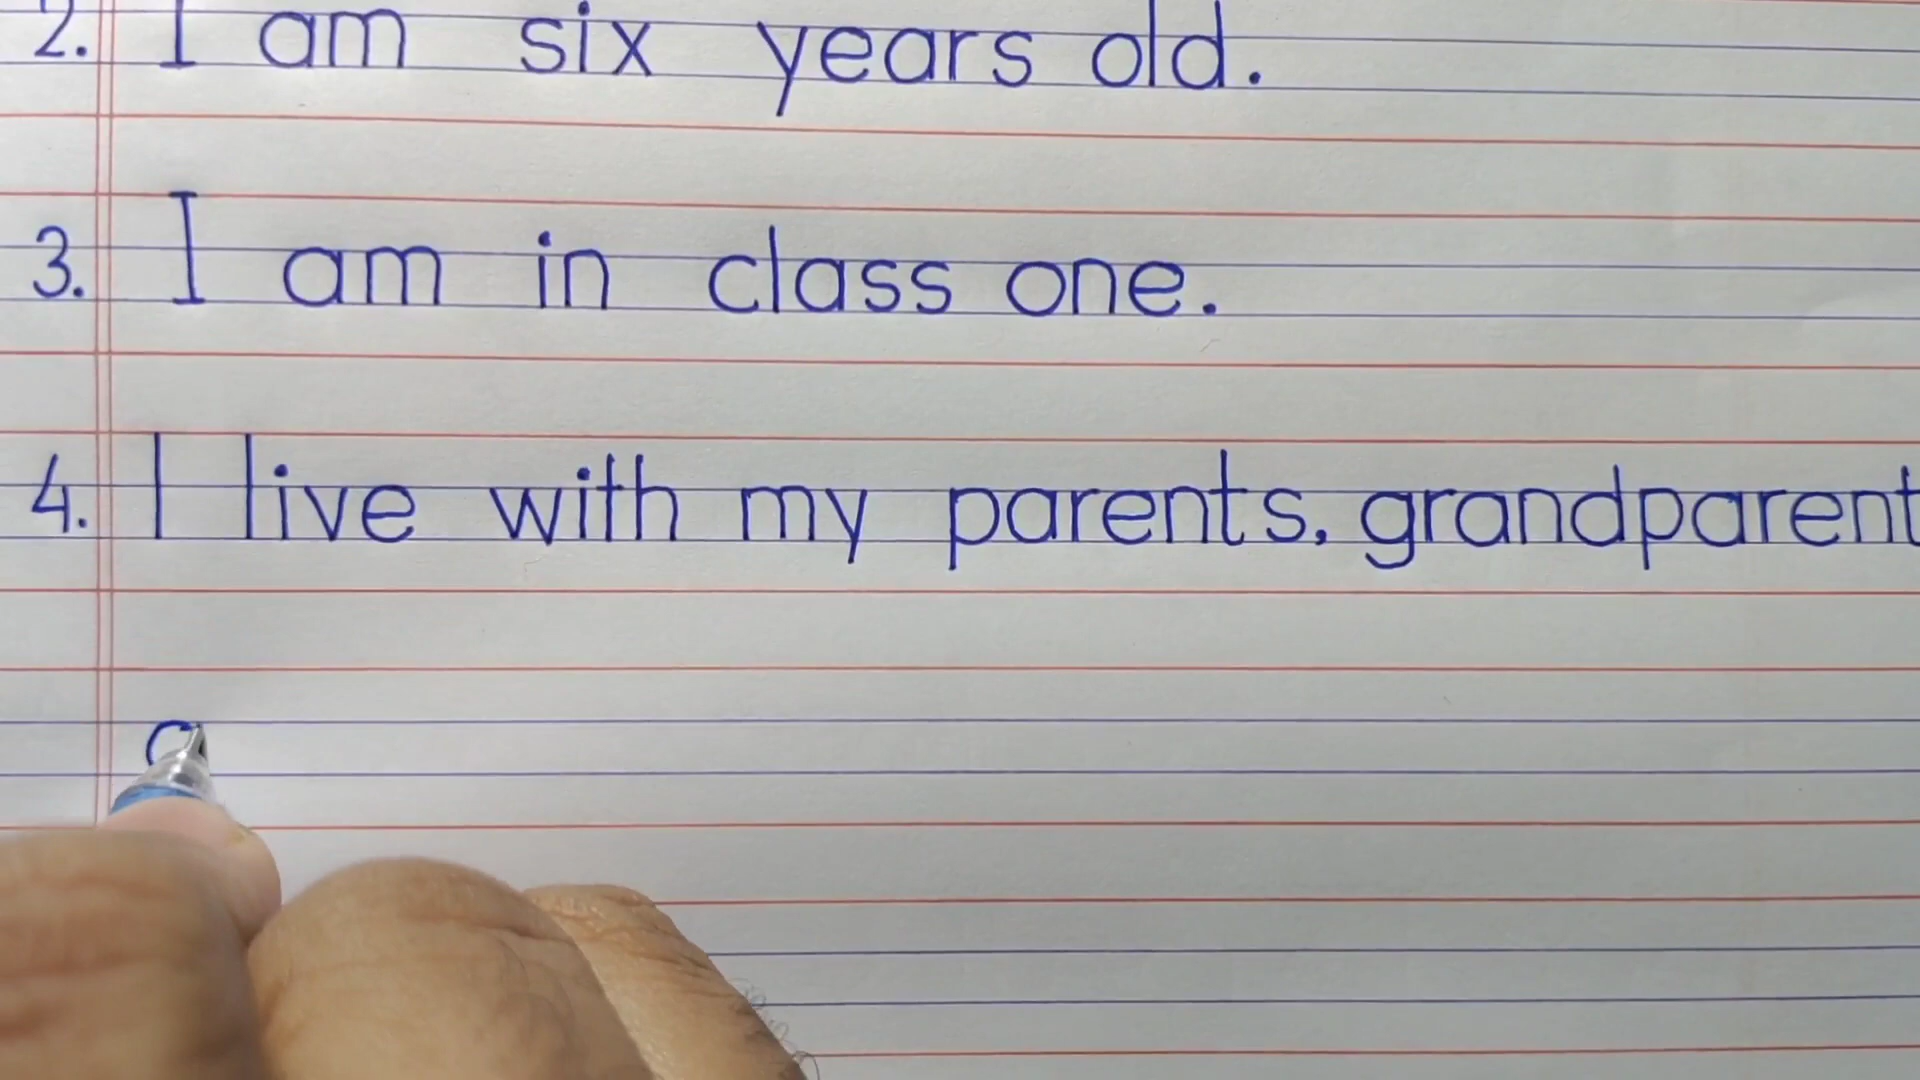 2. I am six years old.
3. I am in class one.
4. I live with my parents, grandparent